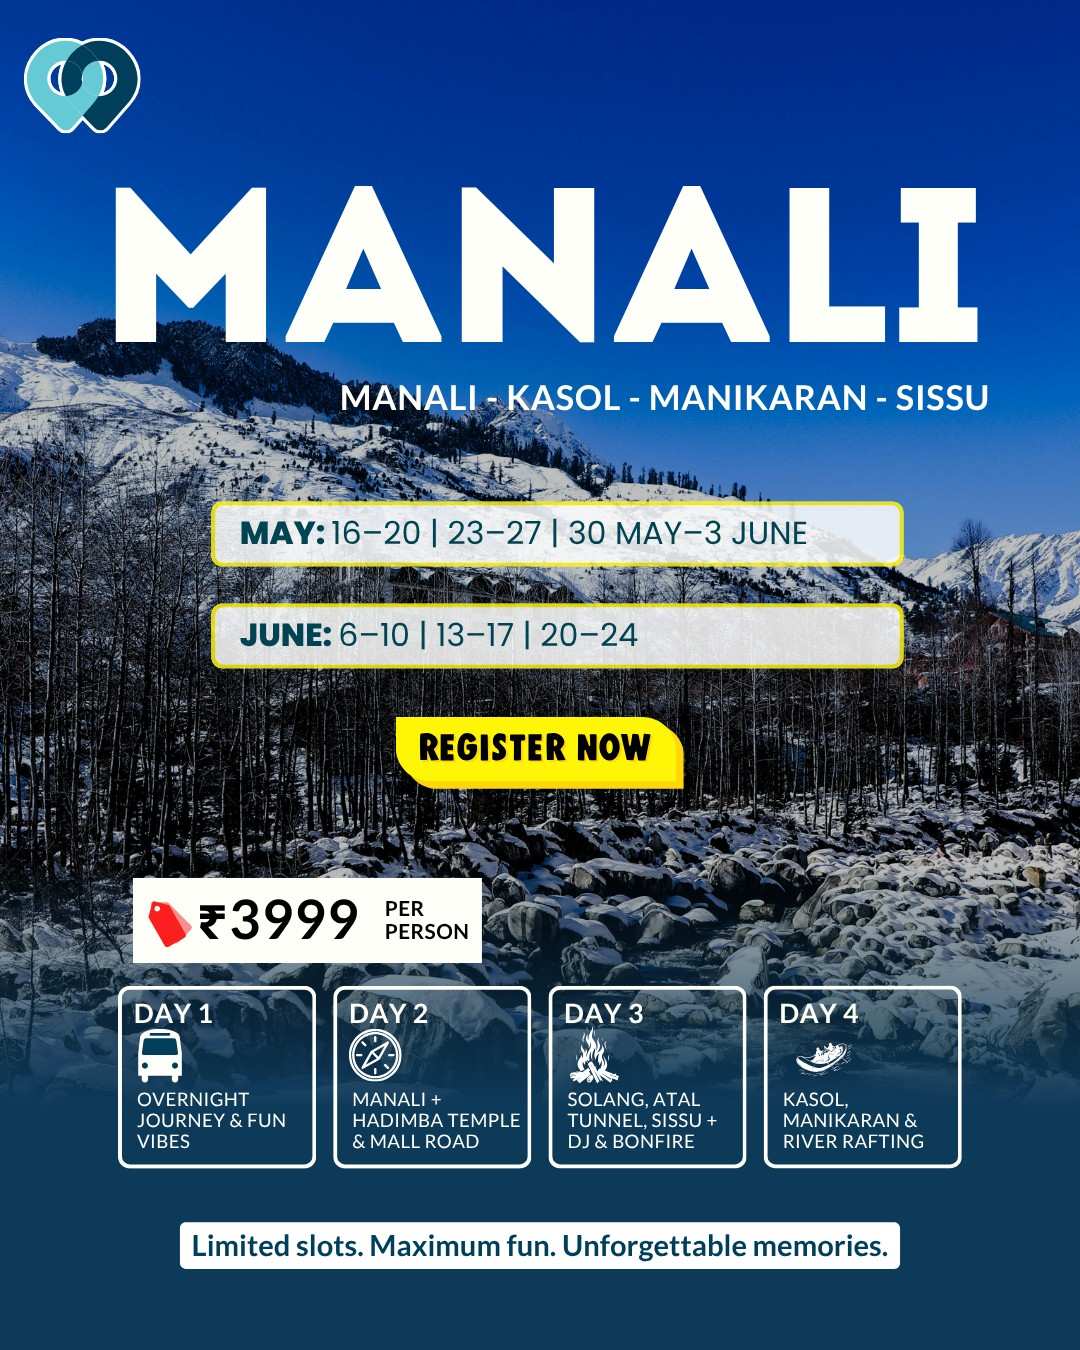 MANALI
MANALI - KASOL - MANIKARAN - SISSU
MAY: 16–20 | 23–27 | 30 MAY–3 JUNE
JUNE: 6–10 | 13–17 | 20–24
REGISTER NOW
₹3999 PER
PERSON
DAY 1
OVERNIGHT
JOURNEY & FUN
VIBES
DAY 2
MANALI +
HADIMBA TEMPLE
& MALL ROAD
DAY 3
SOLANG, ATAL
TUNNEL, SISSU +
DJ & BONFIRE
DAY 4
KASOL,
MANIKARAN &
RIVER RAFTING
Limited slots. Maximum fun. Unforgettable memories.